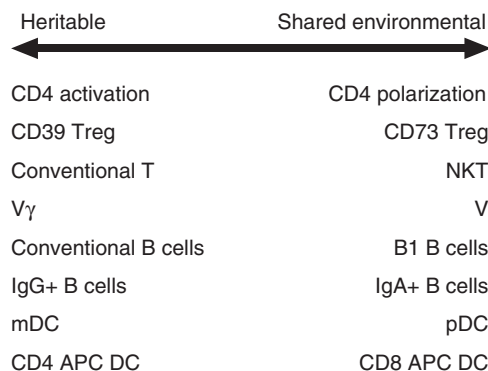 Heritable Shared environmental
CD4 activation CD4 polarization
CD39 Treg CD73 Treg
Conventional T NKT
Vγ V
Conventional B cells B1 B cells
IgG+ B cells IgA+ B cells
mDC pDC
CD4 APC DC CD8 APC DC